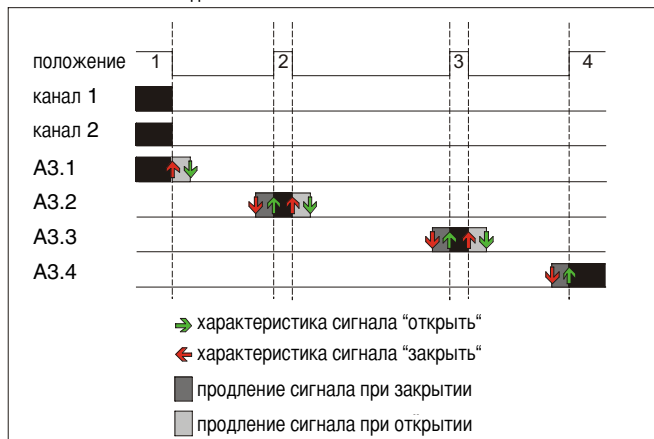 положение 1 2 3 4
канал 1
канал 2
A3.1
A3.2
A3.3
A3.4
характеристика сигнала “открыть“
характеристика сигнала “закрыть“
продление сигнала при закрытии
продление сигнала при открытии